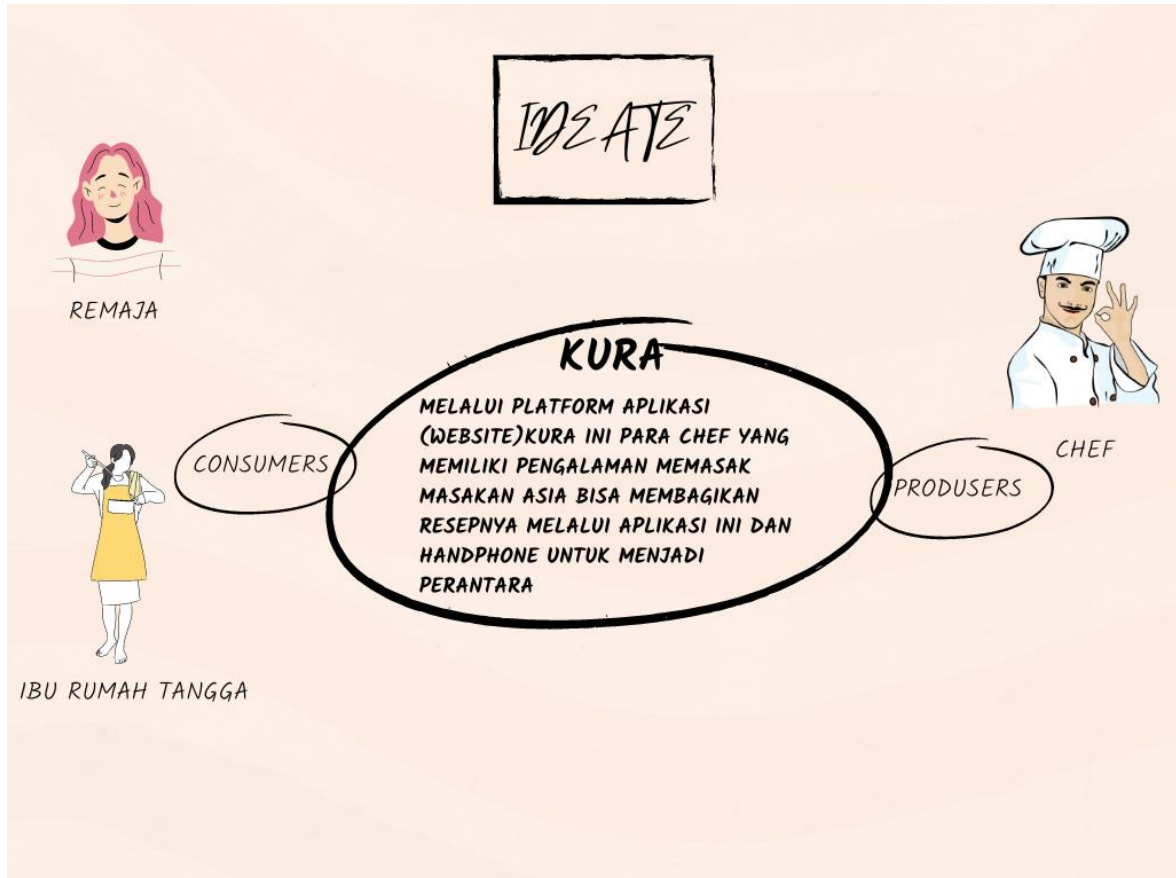 IDEATE
REMAJA
KURA
MELALUI PLATFORM APLIKASI
(WEBSITE)KURA INI PARA CHEF YANG
MEMILIKI PENGALAMAN MEMASAK
MASAKAN ASIA BISA MEMBAGIKAN
RESEPNYA MELALUI APLIKASI INI DAN
HANDPHONE UNTUK MENJADI
PERANTARA
CONSUMERS
PRODUSERS
CHEF
IBU RUMAH TANGGA